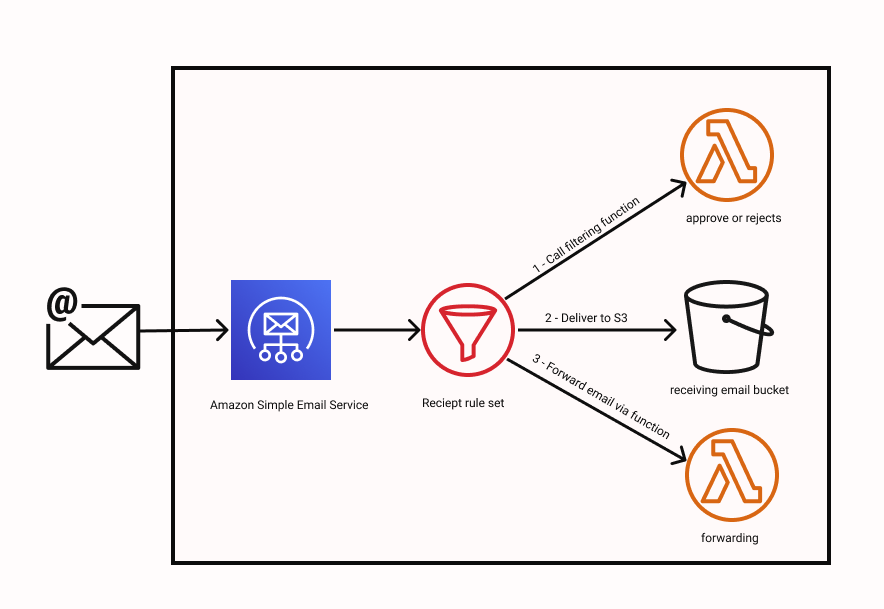 @
Amazon Simple Email Service
Reciept rule set
1 - Call filtering function
approve or rejects
2 - Deliver to S3
receiving email bucket
3 - Forward email via function
forwarding